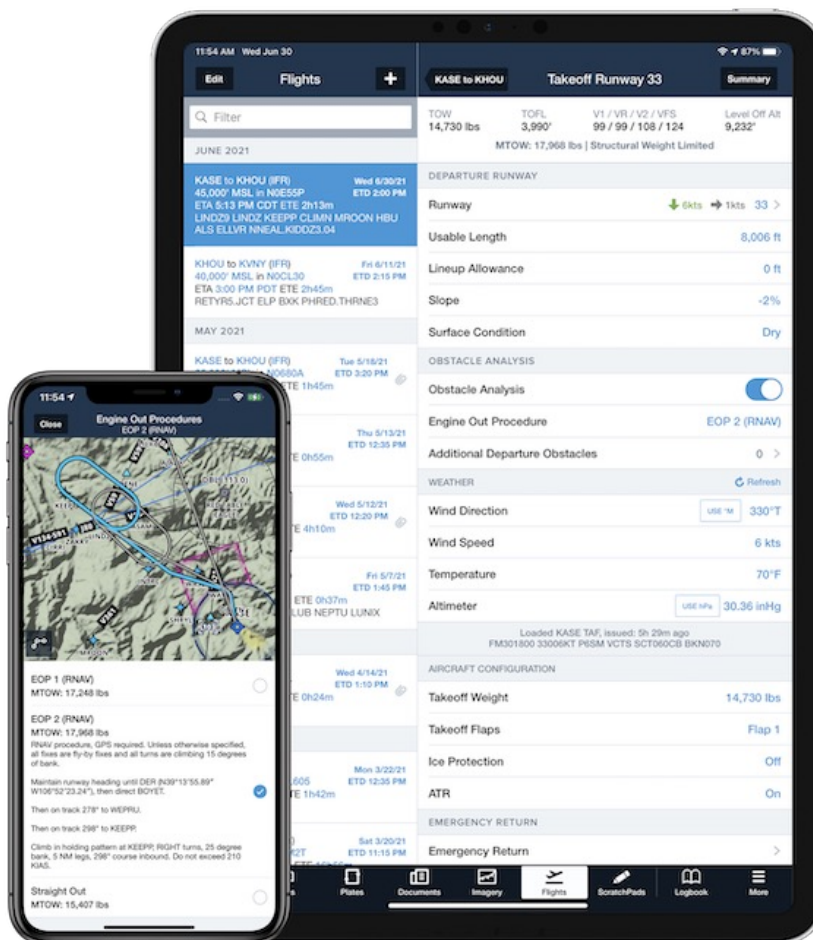 11:54 AM Wed Jun 30
87%
Edit
Flights
+
Filter
JUNE 2021
KASE to KHOU (IFR) Wed 6/30/21
45,000' MSL in N0E55P ETD 2:00 PM
ETA 5:13 PM CDT ETE 2h13m
LINDZ9 LINDZ KEEPP CLIMN MROON HBU
ALS ELLVR NNEAL.KIDDZ3.04
KHOU to KVNY (IFR) Fri 6/11/21
40,000' MSL in N0CL30 ETD 2:15 PM
ETA 3:00 PM PDT ETE 2h45m
RETYR5.JCT ELP BXK PHRED.THRNE3
MAY 2021
KASE to KHOU (IFR) Tue 5/18/21
MSL in N0680A ETD 3:20 PM
ETE 1h45m
Thu 5/13/21
ETD 12:35 PM
TE 0h55m
Wed 5/12/21
ETD 12:20 PM
TE 4h10m
Fri 5/7/21
ETD 1:45 PM
ETE 0h37m
LUB NEPTU LUNIX
Wed 4/14/21
ETD 1:10 PM
TE 0h24m
Mon 3/22/21
.605 ETD 12:35 PM
TE 1h42m
Sat 3/20/21
ETD 11:15 PM
KASE to KHOU
Takeoff Runway 33
Summary
TOW TOFL V1 / VR / V2 / VFS Level Off Alt
14,730 lbs 3,990' 99 / 99 / 108 / 124 9,232'
MTOW: 17,968 lbs | Structural Weight Limited
DEPARTURE RUNWAY
Runway 6kts 1kts 33
Usable Length 8,006 ft
Lineup Allowance 0 ft
Slope -2%
Surface Condition Dry
OBSTACLE ANALYSIS
Obstacle Analysis
Engine Out Procedure EOP 2 (RNAV)
Additional Departure Obstacles 0
WEATHER Refresh
Wind Direction USE °M 330°T
Wind Speed 6 kts
Temperature 70°F
Altimeter USE hPa 30.36 inHg
Loaded KASE TAF, issued: 5h 29m ago
FM301800 33006KT P6SM VCTS SCT060CB BKN070
AIRCRAFT CONFIGURATION
Takeoff Weight 14,730 lbs
Takeoff Flaps Flap 1
Ice Protection Off
ATR On
EMERGENCY RETURN
Emergency Return
Plates
Documents
Imagery
Flights
ScratchPads
Logbook
More
11:54
Close
Engine Out Procedures
EOP 2 (RNAV)
KEEP
V134-591
J80
LINDZ
V361
EOP 1 (RNAV)
MTOW: 17,248 lbs
EOP 2 (RNAV)
MTOW: 17,968 lbs
RNAV procedure, GPS required. Unless otherwise specified,
all fixes are fly-by fixes and all turns are climbing 15 degrees
of bank.
Maintain runway heading until DER (N39°13'55.89"
W106°52'23.24"), then direct BOYET.
Then on track 278° to WEPRU.
Then on track 298° to KEEPP.
Climb in holding pattern at KEEPP, RIGHT turns, 25 degree
bank, 5 NM legs, 298° course inbound. Do not exceed 210
KIAS.
Straight Out
MTOW: 15,407 lbs